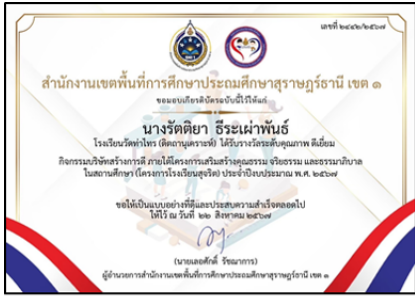 เลขที่ ๒๔๔๒/๒๕๖๗
สำนักงานเขตพื้นที่การศึกษาประถมศึกษาสุราษฎร์ธานี เขต ๑
ขอมอบเกียรติบัตรฉบับนี้ไว้ให้แก่
นางรัตติยา ธีระเผ่าพันธ์
โรงเรียนวัดท่าไทร (ดิตถานุเคราะห์) ได้รับรางวัลระดับคุณภาพ ดีเยี่ยม
กิจกรรมบริษัทสร้างการดี ภายใต้โครงการเสริมสร้างคุณธรรม จริยธรรม และธรรมาภิบาล
ในสถานศึกษา (โครงการโรงเรียนสุจริต) ประจำปีงบประมาณ พ.ศ. ๒๕๖๗
ขอให้เป็นแบบอย่างที่ดีและประสบความสำเร็จตลอดไป
ให้ไว้ ณ วันที่ ๒๒ สิงหาคม ๒๕๖๗
(นายเลอศักดิ์ รัชณาการ)
ผู้อำนวยการสำนักงานเขตพื้นที่การศึกษาประถมศึกษาสุราษฎร์ธานี เขต ๑